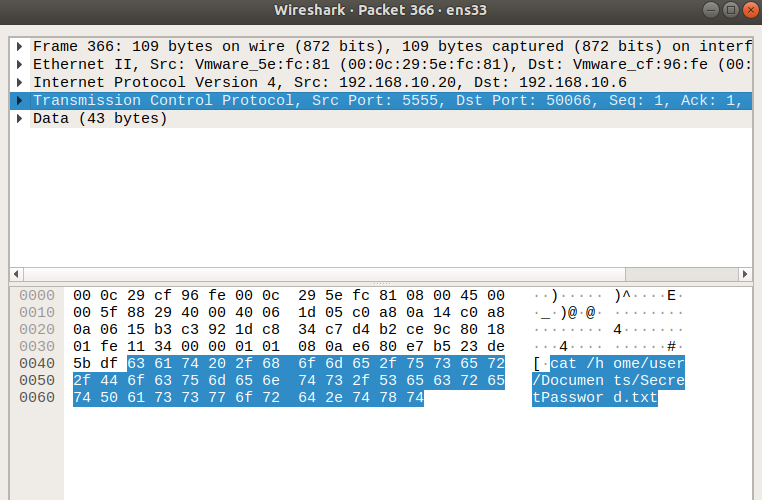 Wireshark · Packet 366 · ens33
Frame 366: 109 bytes on wire (872 bits), 109 bytes captured (872 bits) on interf
Ethernet II, Src: Vmware_5e:fc:81 (00:0c:29:5e:fc:81), Dst: Vmware_cf:96:fe (00:
Internet Protocol Version 4, Src: 192.168.10.20, Dst: 192.168.10.6
Transmission Control Protocol, Src Port: 5555, Dst Port: 50066, Seq: 1, Ack: 1,
Data (43 bytes)
0000 00 0c 29 cf 96 fe 00 0c 29 5e fc 81 08 00 45 00 ··)····· )^····E·
0010 00 5f 88 29 40 00 40 06 1d 05 c0 a8 0a 14 c0 a8 ·_·)@·@· ········
0020 0a 06 15 b3 c3 92 1d c8 34 c7 d4 b2 ce 9c 80 18 ········ 4·······
0030 01 fe 11 34 00 00 01 01 08 0a e6 80 e7 b5 23 de ···4···· ······#·
0040 5b df 63 61 74 20 2f 68 6f 6d 65 2f 75 73 65 72 [·cat /h ome/user
0050 2f 44 6f 63 75 6d 65 6e 74 73 2f 53 65 63 72 65 /Documen ts/Secre
0060 74 50 61 73 73 77 6f 72 64 2e 74 78 74 tPasswor d.txt